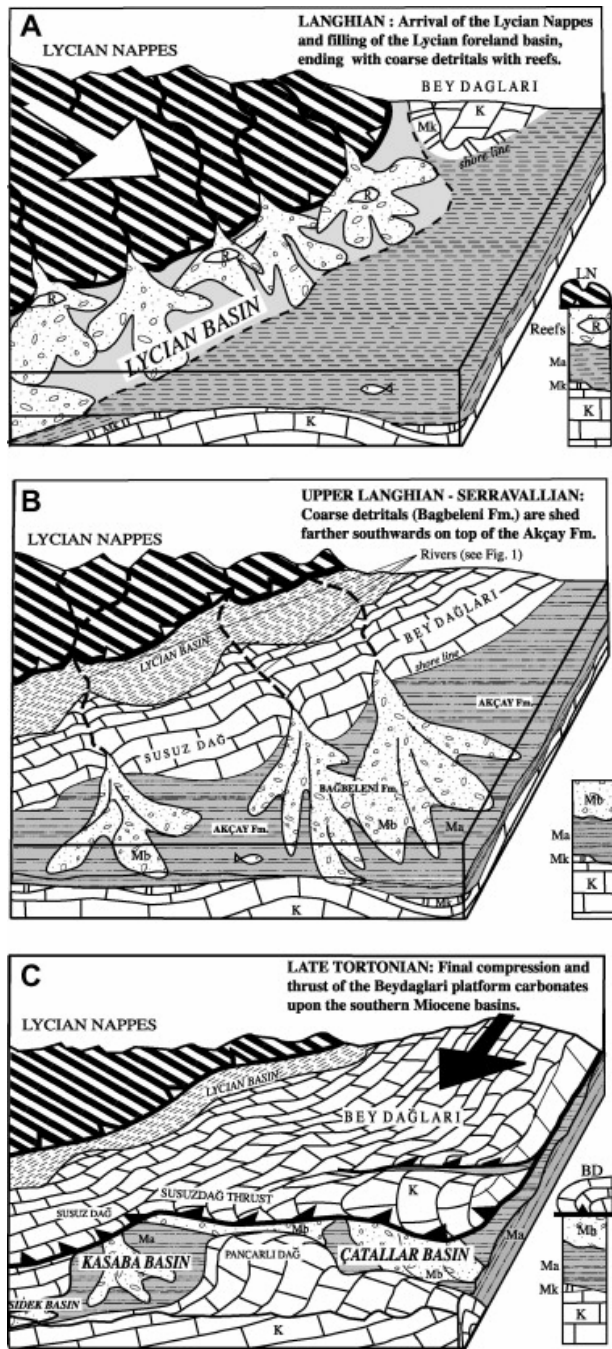 A
LANGHIAN : Arrival of the Lycian Nappes
and filling of the Lycian foreland basin,
ending with coarse detritals with reefs.
LYCIAN NAPPES
BEY DAGLARI
K
Mk
shore line
R
R
R
LYCIAN BASIN
LN
Reefs
R
Ma
Mk
K
Mk
K
B
UPPER LANGHIAN - SERRAVALLIAN:
Coarse detritals (Bagbeleni Fm.) are shed
farther southwards on top of the Akçay Fm.
LYCIAN NAPPES
Rivers (see Fig. 1)
LYCIAN BASIN
BEY DAĞLARI
shore line
SUSUZ DAĞ
AKÇAY Fm.
BAĞBELENİ Fm.
AKÇAY Fm.
Mb
Mb
Ma
Mb
Ma
Mk
K
K
Mk
C
LATE TORTONIAN: Final compression and
thrust of the Beydaglari platform carbonates
upon the southern Miocene basins.
LYCIAN NAPPES
LYCIAN BASIN
BEY DAĞLARI
SUSUZDAĞ THRUST
K
SUSUZ DAĞ
Mb
Ma
KASABA BASIN
PANCARLI DAĞ
ÇATALLAR BASIN
Ma
Mb
SIDEK BASIN
K
BD
Mb
Ma
Mk
K